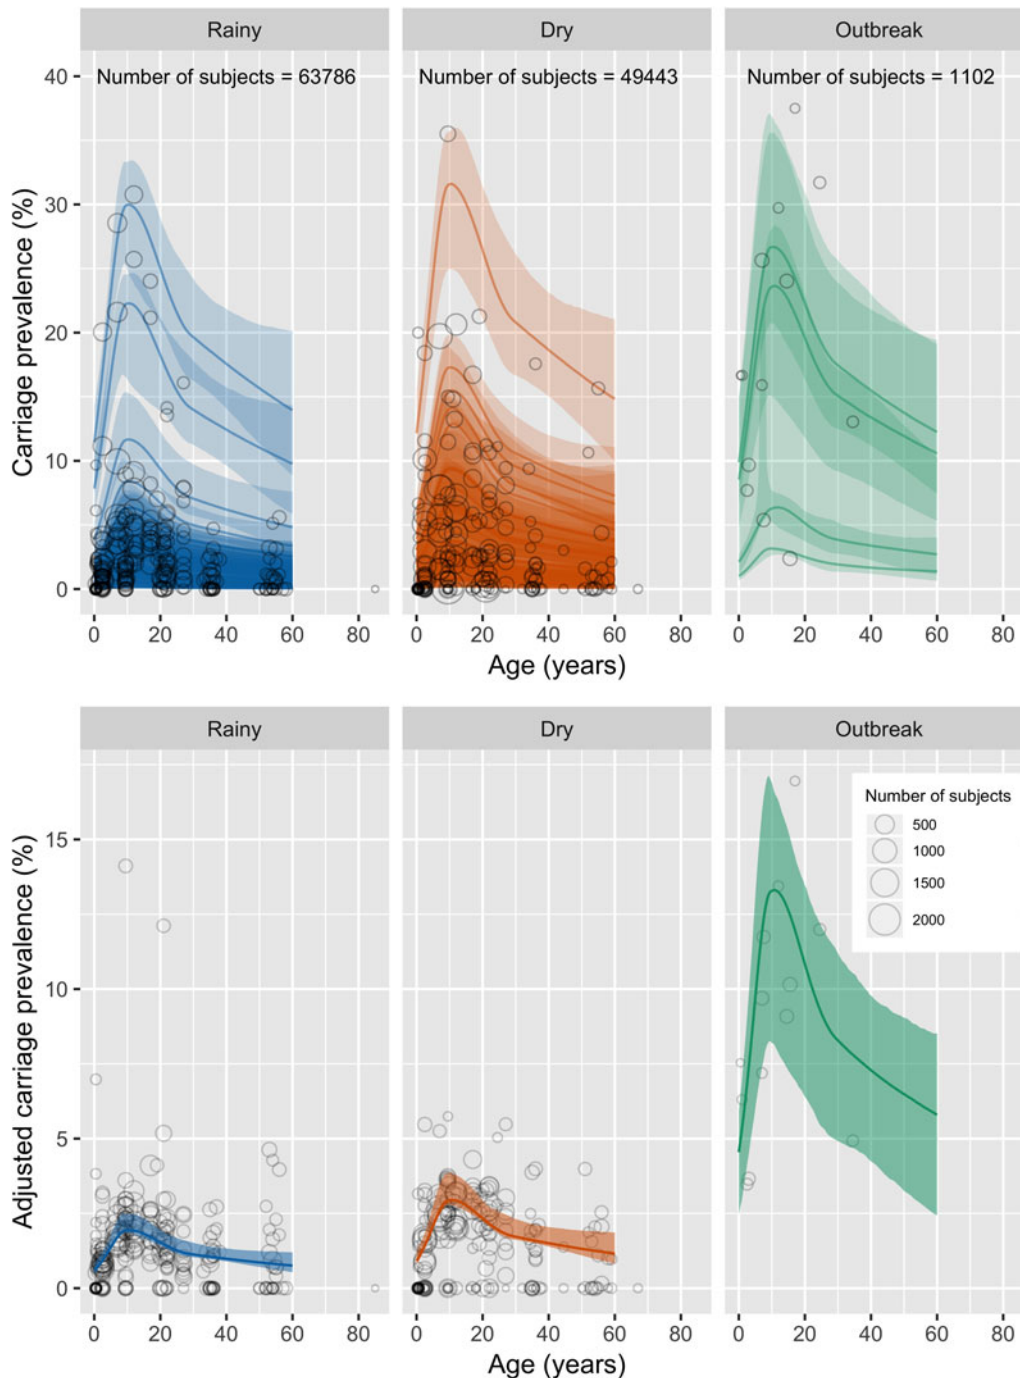 Rainy Dry Outbreak
Number of subjects = 63786 Number of subjects = 49443 Number of subjects = 1102
40
30
20
10
0
Carriage prevalence (%)
0 20 40 60 80 0 20 40 60 80 0 20 40 60 80
Age (years)
Rainy Dry Outbreak
Number of subjects
500
1000
1500
2000
15
10
5
0
Adjusted carriage prevalence (%)
0 20 40 60 80 0 20 40 60 80 0 20 40 60 80
Age (years)